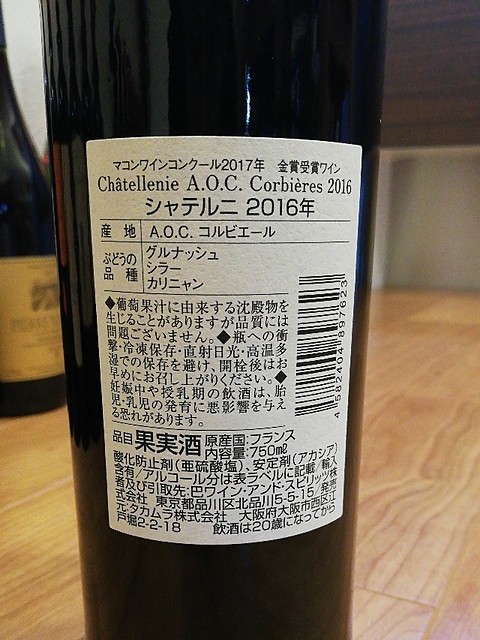 マコンワインコンクール2017年 金賞受賞ワイン
Châtellenie A.O.C. Corbières 2016
シャテルニ 2016年
産地 A.O.C. コルビエール
ぶどうの品種 グルナッシュ
シラー
カリニャン
◆葡萄果汁に由来する沈殿物を
生じることがありますが品質には
問題ございません。◆瓶への衝
撃・冷凍保存・直射日光・高温多
湿での保存を避け、開栓後はお
早めにお召し上がりください。◆
妊娠中や授乳期の飲酒は、胎
児・乳児の発育に悪影響を与え
る恐れがあります。
4 582404 897623
品目 果実酒 原産国:フランス
内容量:750mℓ
酸化防止剤(亜硫酸塩)、安定剤(アカシア)
含有/アルコール分は表ラベルに記載/輸入
者及び引取先:巴ワイン・アンド・スピリッツ株
式会社 東京都品川区北品川5-5-15/発売
元:タカムラ株式会社 大阪府大阪市西区江
戸堀2-2-18 飲酒は20歳になってから